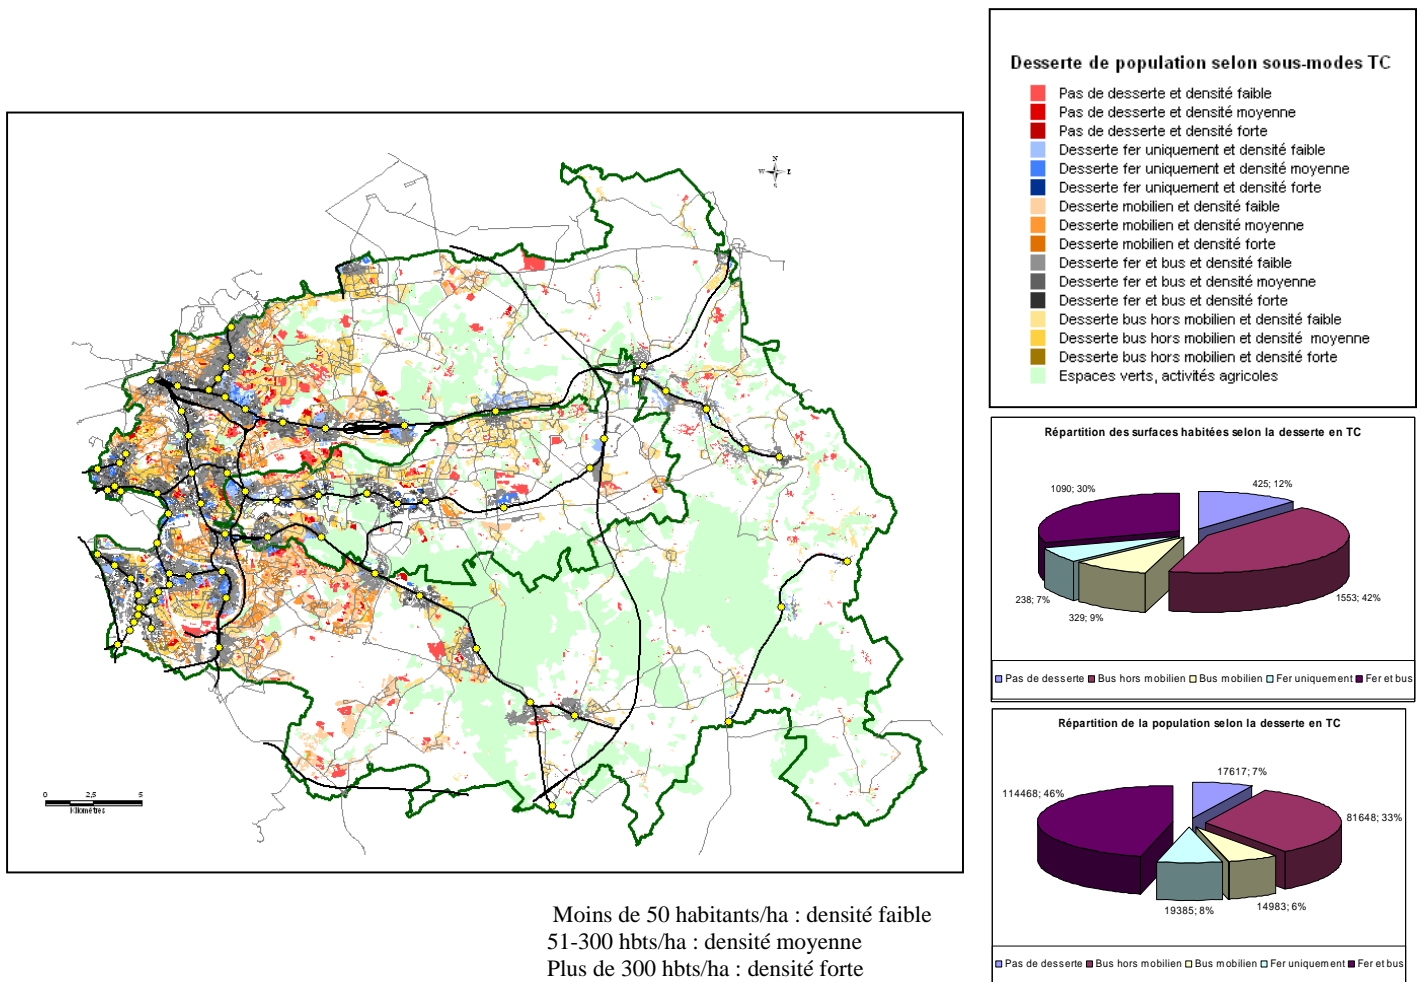 N
W
E
S
0
2,5
5
Kilomètres
Desserte de population selon sous-modes TC
Pas de desserte et densité faible
Pas de desserte et densité moyenne
Pas de desserte et densité forte
Desserte fer uniquement et densité faible
Desserte fer uniquement et densité moyenne
Desserte fer uniquement et densité forte
Desserte mobilien et densité faible
Desserte mobilien et densité moyenne
Desserte mobilien et densité forte
Desserte fer et bus et densité faible
Desserte fer et bus et densité moyenne
Desserte fer et bus et densité forte
Desserte bus hors mobilien et densité faible
Desserte bus hors mobilien et densité moyenne
Desserte bus hors mobilien et densité forte
Espaces verts, activités agricoles
Répartition des surfaces habitées selon la desserte en TC
1090; 30%
425; 12%
238; 7%
329; 9%
1553; 42%
Pas de desserte Bus hors mobilien Bus mobilien Fer uniquement Fer et bus
Répartition de la population selon la desserte en TC
17617; 7%
114468; 46%
81648; 33%
19385; 8%
14983; 6%
Pas de desserte Bus hors mobilien Bus mobilien Fer uniquement Fer et bus
Moins de 50 habitants/ha : densité faible
51-300 hbts/ha : densité moyenne
Plus de 300 hbts/ha : densité forte